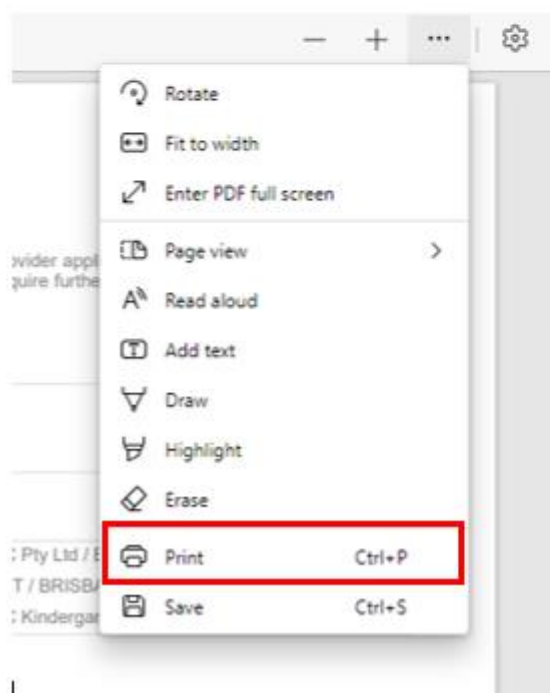 Rotate
Fit to width
Enter PDF full screen
ovider appl
quire furthe
Page view
Read aloud
Add text
Draw
Highlight
Erase
Pty Ltd /
Print Ctrl+P
T / BRISBA
Save Ctrl+S
Kindergar